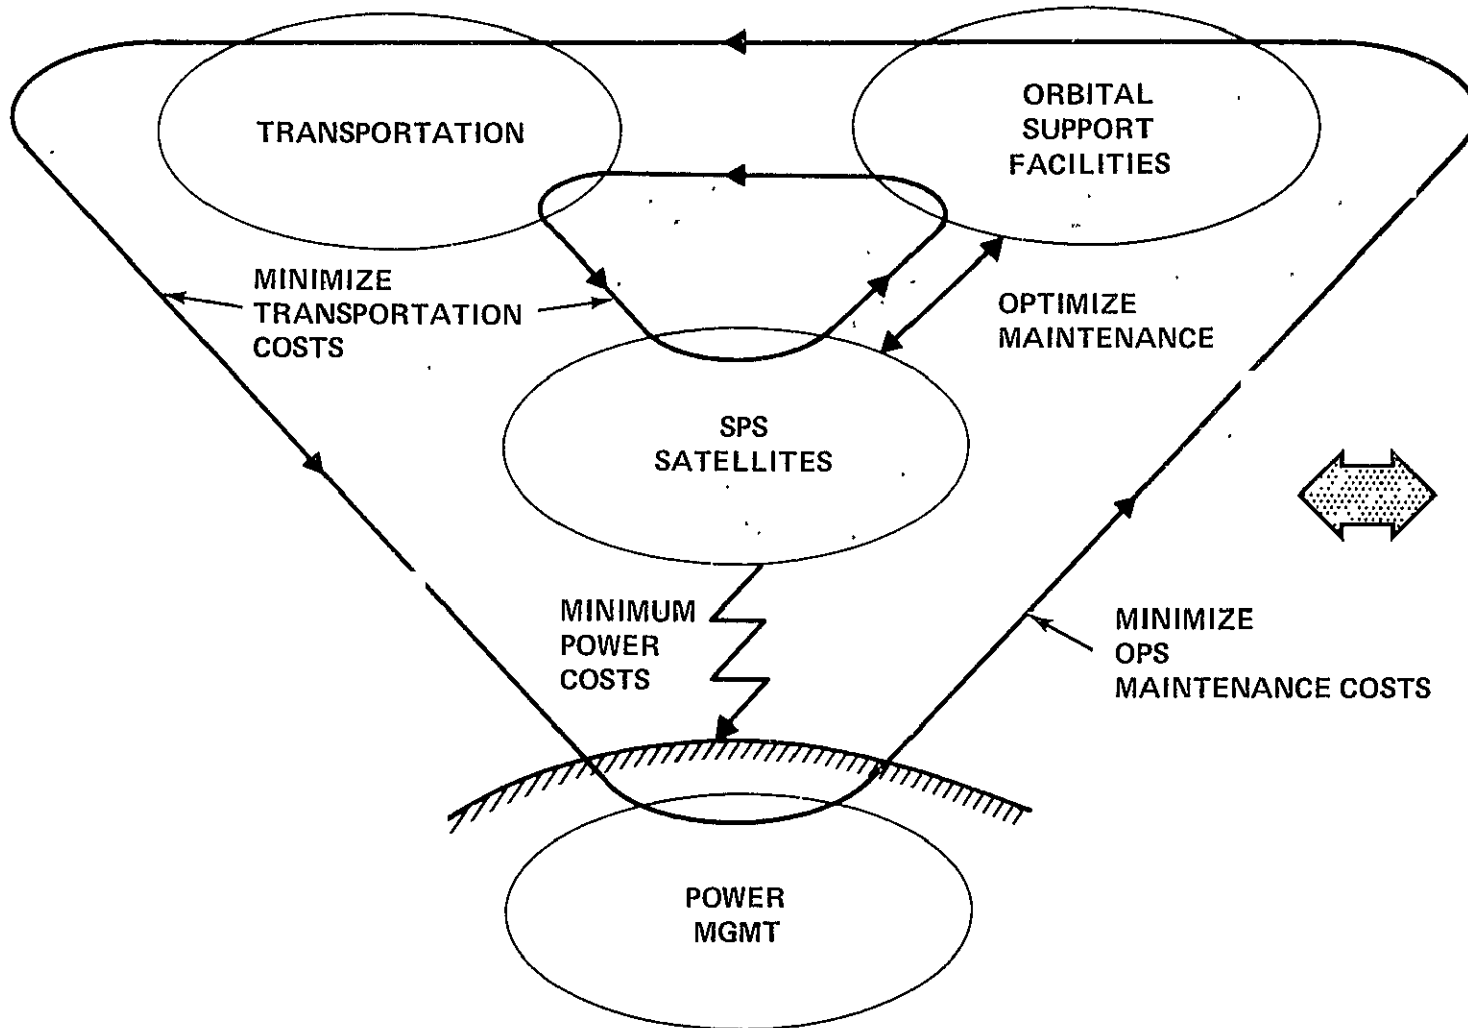 TRANSPORTATION
ORBITAL
SUPPORT
FACILITIES
MINIMIZE
TRANSPORTATION
COSTS
OPTIMIZE
MAINTENANCE
SPS
SATELLITES
MINIMUM
POWER
COSTS
MINIMIZE
OPS
MAINTENANCE COSTS
POWER
MGMT